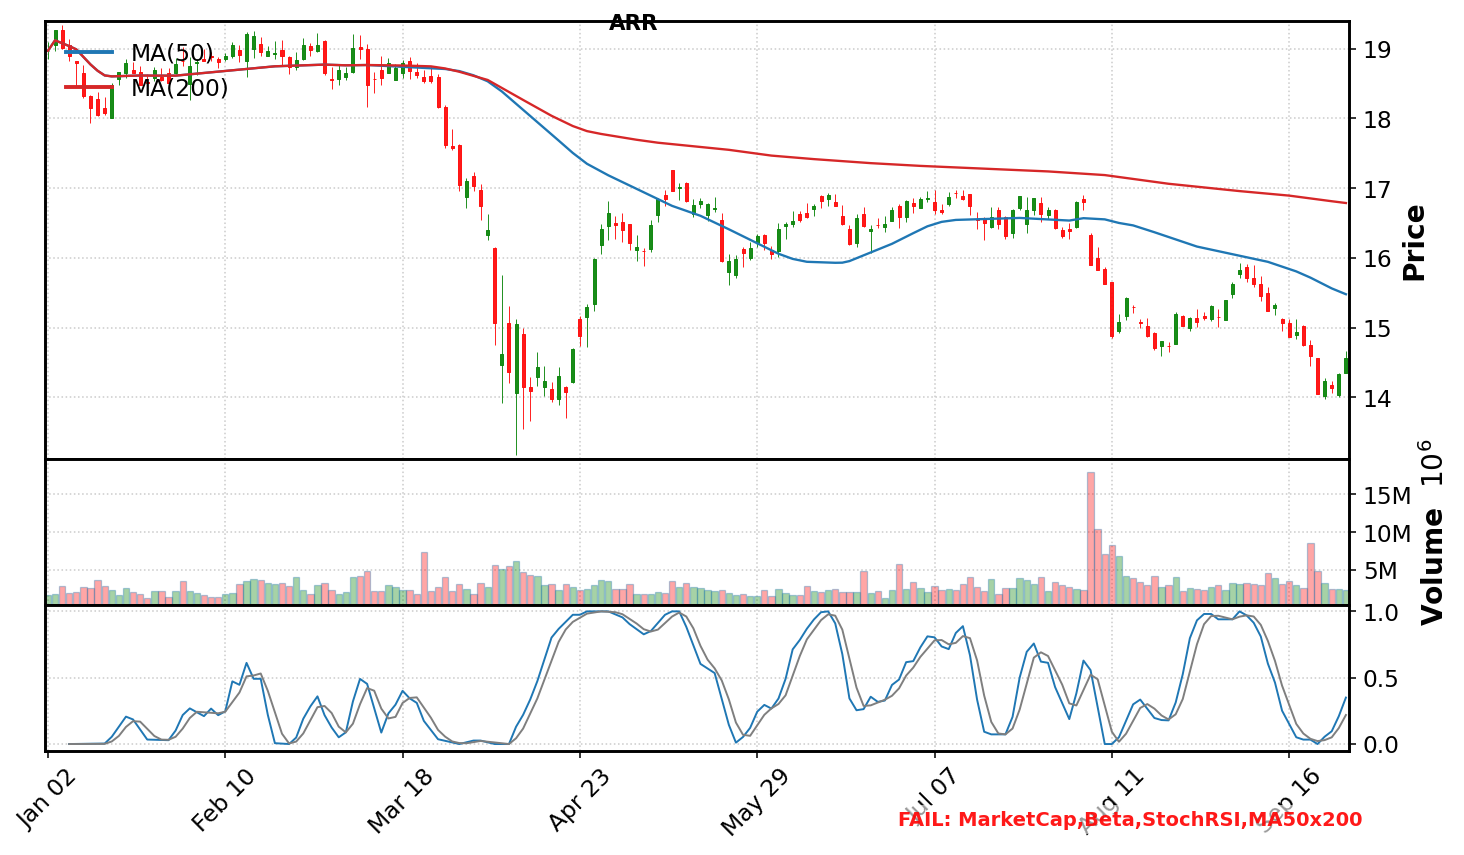 ARR
MA(50)
MA(200)
19
18
17
16
15
14
Price
15M
10M
5M
Volume 10⁶
1.0
0.5
0.0
Jan 02
Feb 10
Mar 18
Apr 23
May 29
Jul 07
Aug 11
Sep 16
FAIL: MarketCap,Beta,StochRSI,MA50x200